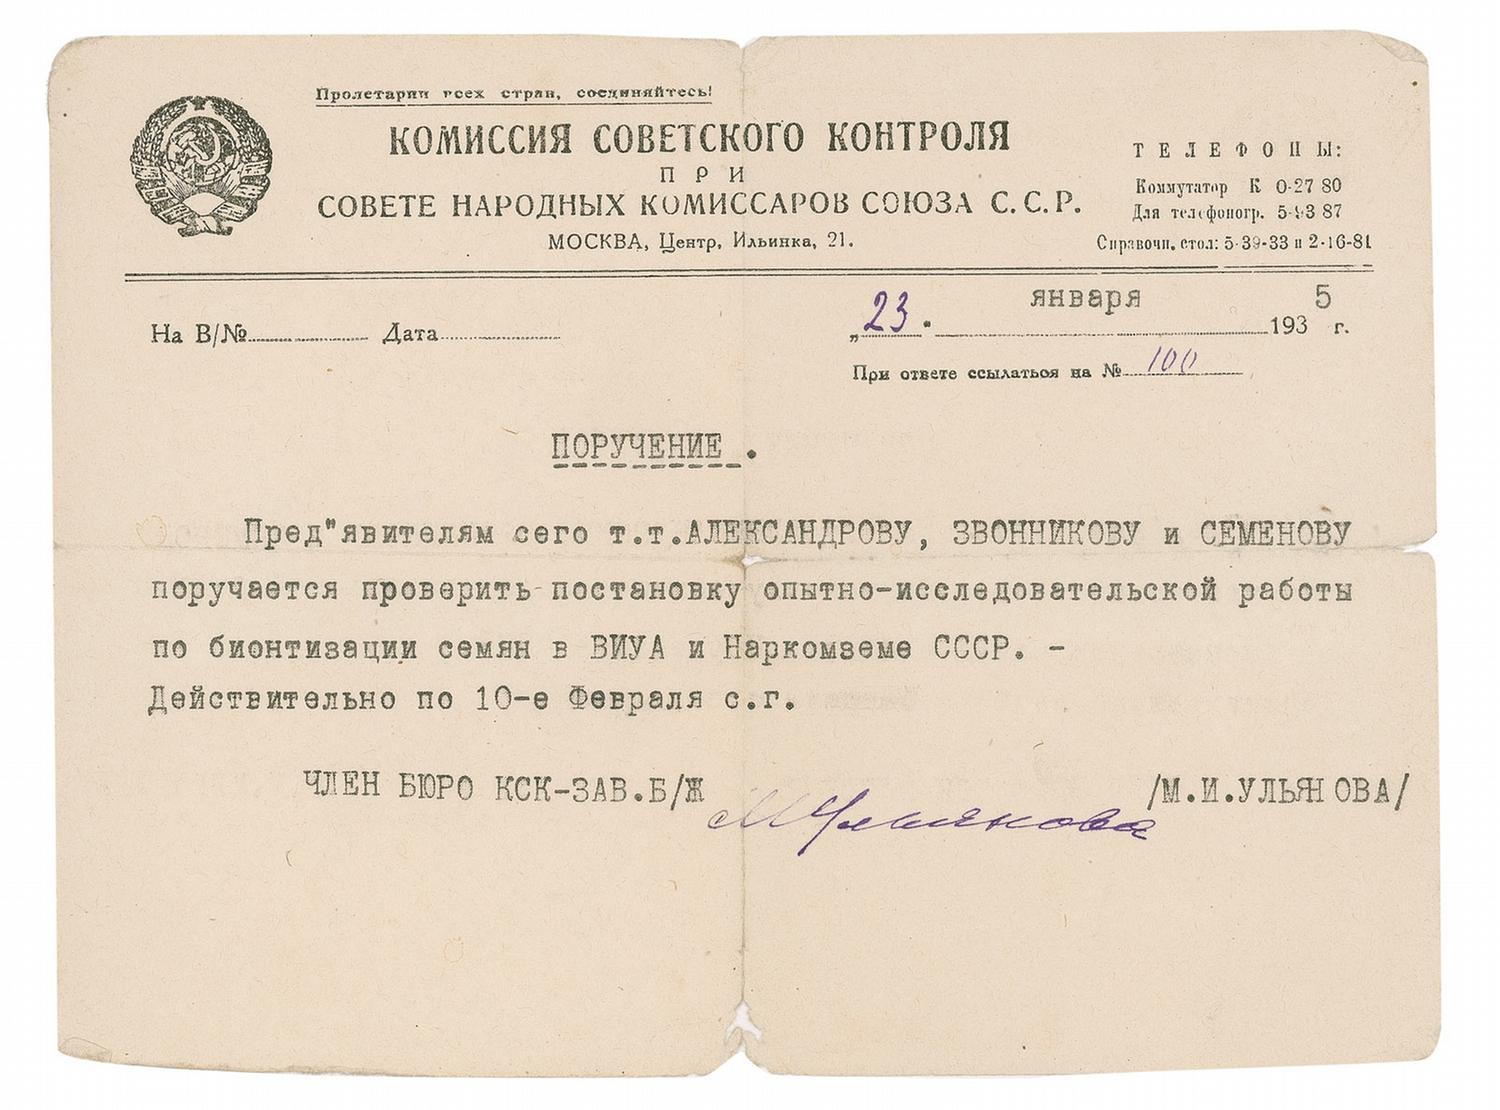 Пролетарии всех стран, соединяйтесь!
КОМИССИЯ СОВЕТСКОГО КОНТРОЛЯ
ПРИ
СОВЕТЕ НАРОДНЫХ КОМИССАРОВ СОЮЗА С.С.Р.
МОСКВА, Центр, Ильинка, 21.
ТЕЛЕФОНЫ:
Коммутатор К 0-27 80
Для телефоногр. 5-93 87
Справочн. стол: 5-39-33 и 2-16-81
На В/№ Дата
„23. января 1935 г.
При ответе ссылаться на № 100
ПОРУЧЕНИЕ.
Пред"явителям сего т.т.АЛЕКСАНДРОВУ, ЗВОННИКОВУ и СЕМЕНОВУ
поручается проверить постановку опытно-исследовательской работы
по бионтизации семян в ВИУА и Наркомземе СССР. -
Действительно по 10-е Февраля с.г.
ЧЛЕН БЮРО КСК-ЗАВ.Б/Ж МУльянова /М.И.УЛЬЯНОВА/